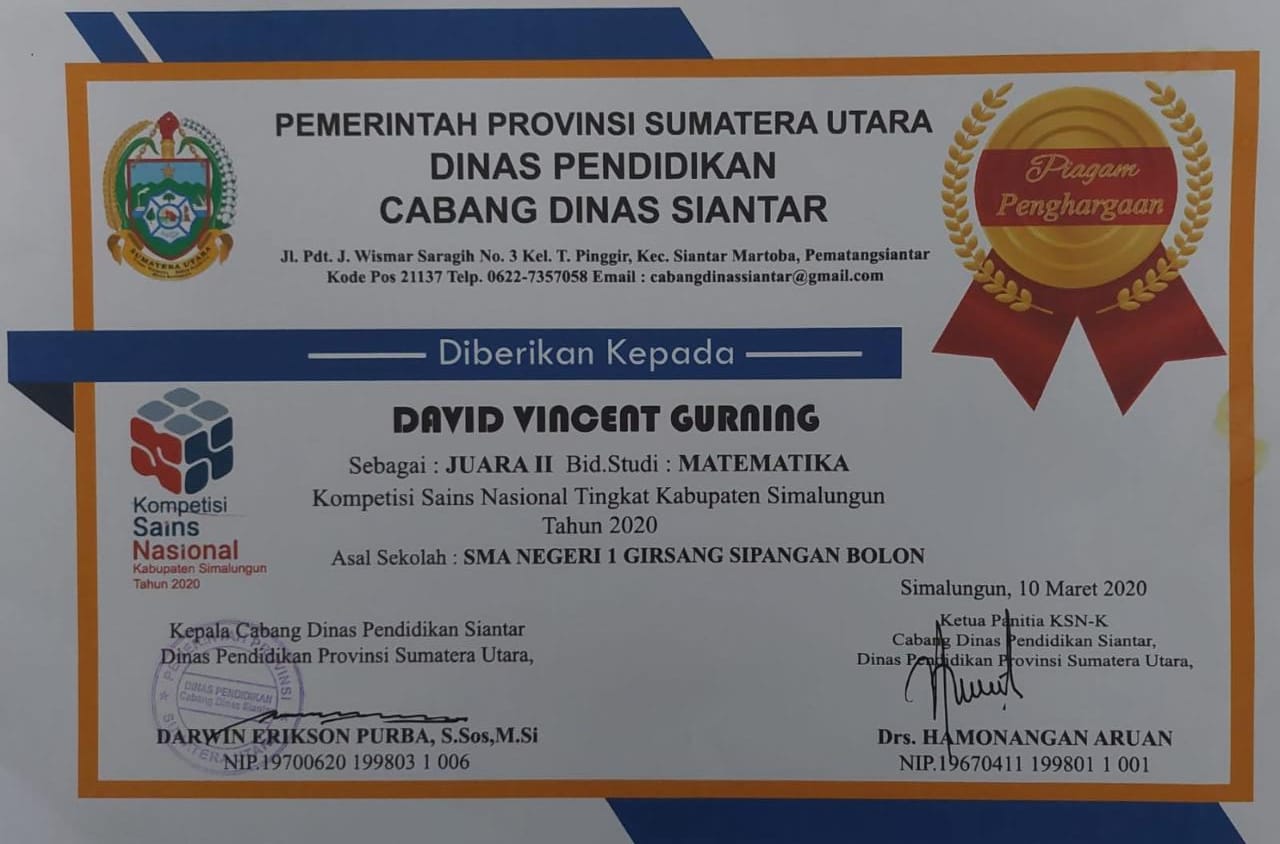 PEMERINTAH PROVINSI SUMATERA UTARA
DINAS PENDIDIKAN
CABANG DINAS SIANTAR
Jl. Pdt. J. Wismar Saragih No. 3 Kel. T. Pinggir, Kec. Siantar Martoba, Pematangsiantar
Kode Pos 21137 Telp. 0622-7357058 Email : cabangdinassiantar@gmail.com
SUMATERA UTARA
Piagam
Penghargaan
Diberikan Kepada
DAVID VINCENT GURNING
Sebagai : JUARA II Bid.Studi : MATEMATIKA
Kompetisi Sains Nasional Tingkat Kabupaten Simalungun
Tahun 2020
Asal Sekolah : SMA NEGERI 1 GIRSANG SIPANGAN BOLON
Kompetisi
Sains
Nasional
Kabupaten Simalungun
Tahun 2020
Simalungun, 10 Maret 2020
Kepala Cabang Dinas Pendidikan Siantar
Dinas Pendidikan Provinsi Sumatera Utara,
PEMERINTAH PROVINSI
DINAS PENDIDIKAN
Cabang Dinas Siantar
SUMATERA UTARA
DARWIN ERIKSON PURBA, S.Sos,M.Si
NIP.19700620 199803 1 006
Ketua Panitia KSN-K
Cabang Dinas Pendidikan Siantar,
Dinas Pendidikan Provinsi Sumatera Utara,
Drs. HAMONANGAN ARUAN
NIP.19670411 199801 1 001